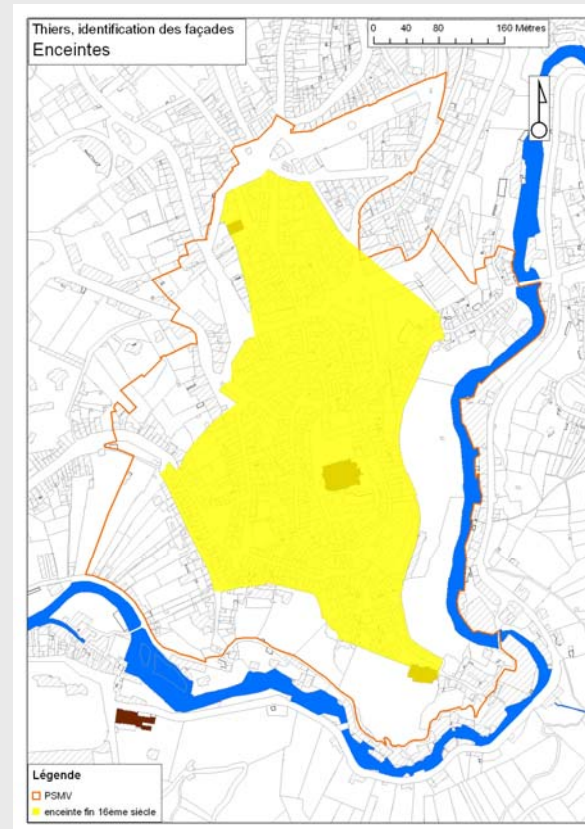 Thiers, identification des façades
Enceintes
0 40 80 160 Mètres
Légende
PSMV
enceinte fin 16ème siècle